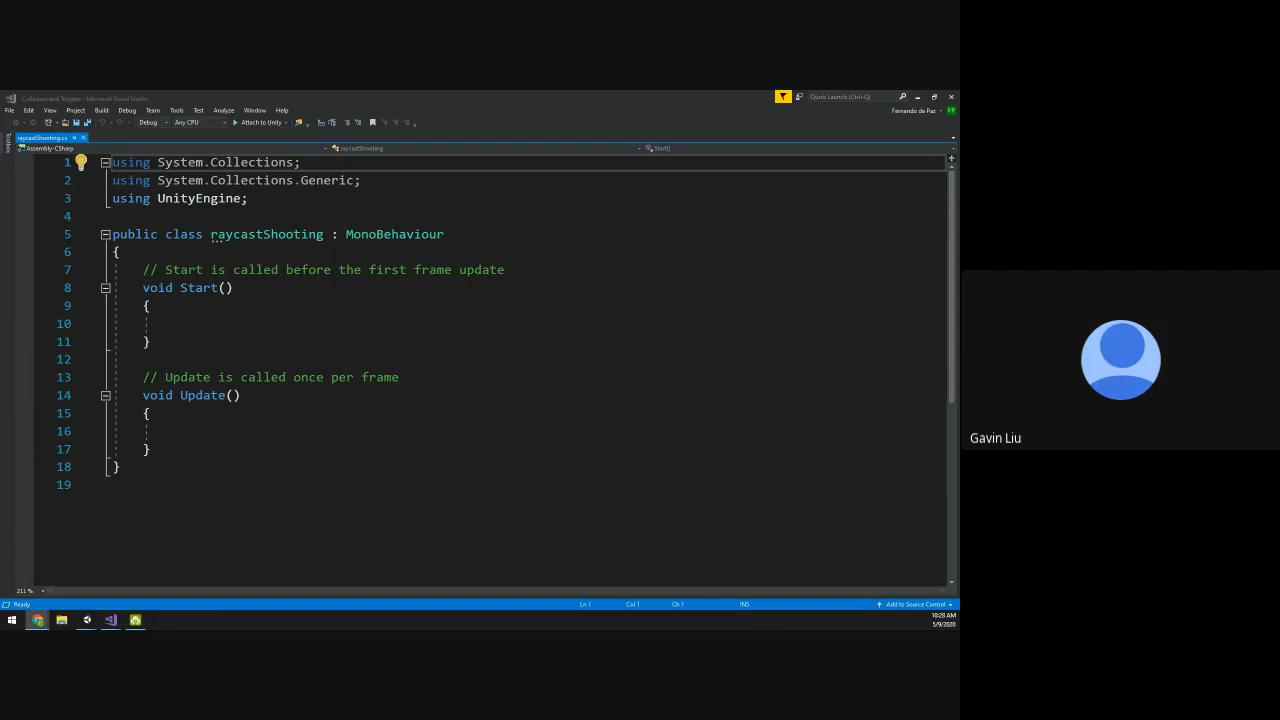 Collisions and Triggers - Microsoft Visual Studio
Quick Launch (Ctrl+Q)
File Edit View Project Build Debug Team Tools Test Analyze Window Help
Fernando de Paz FP
Debug Any CPU Attach to Unity
Toolbox
raycastShooting.cs
Assembly-CSharp raycastShooting Start()
1 using System.Collections;
2 using System.Collections.Generic;
3 using UnityEngine;
4
5 public class raycastShooting : MonoBehaviour
6 {
7 // Start is called before the first frame update
8 void Start()
9 {
10
11 }
12
13 // Update is called once per frame
14 void Update()
15 {
16
17 }
18 }
19
211 %
Ready Ln 1 Col 1 Ch 1 INS Add to Source Control
10:28 AM
5/9/2020
Gavin Liu